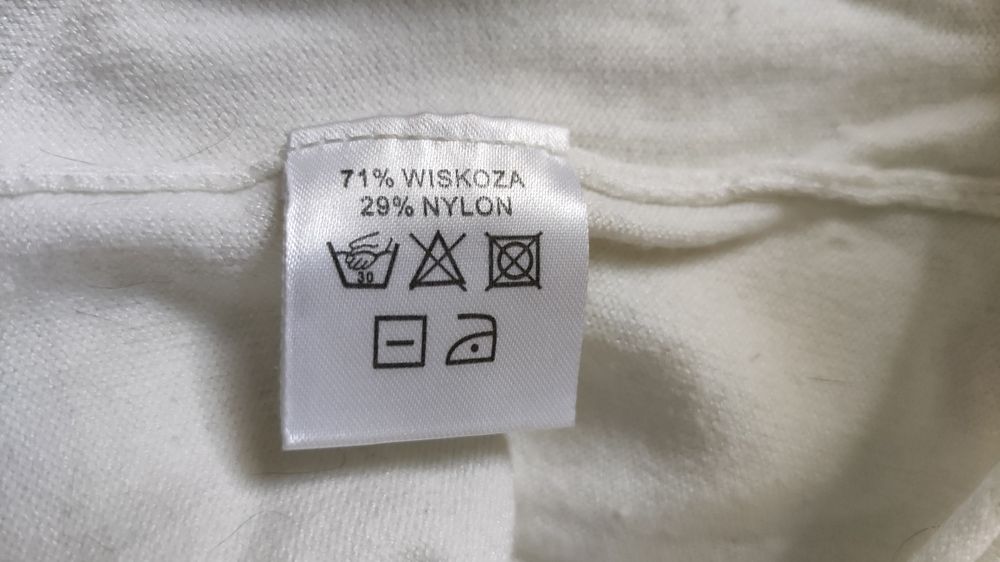 71% WISKOZA
29% NYLON
30